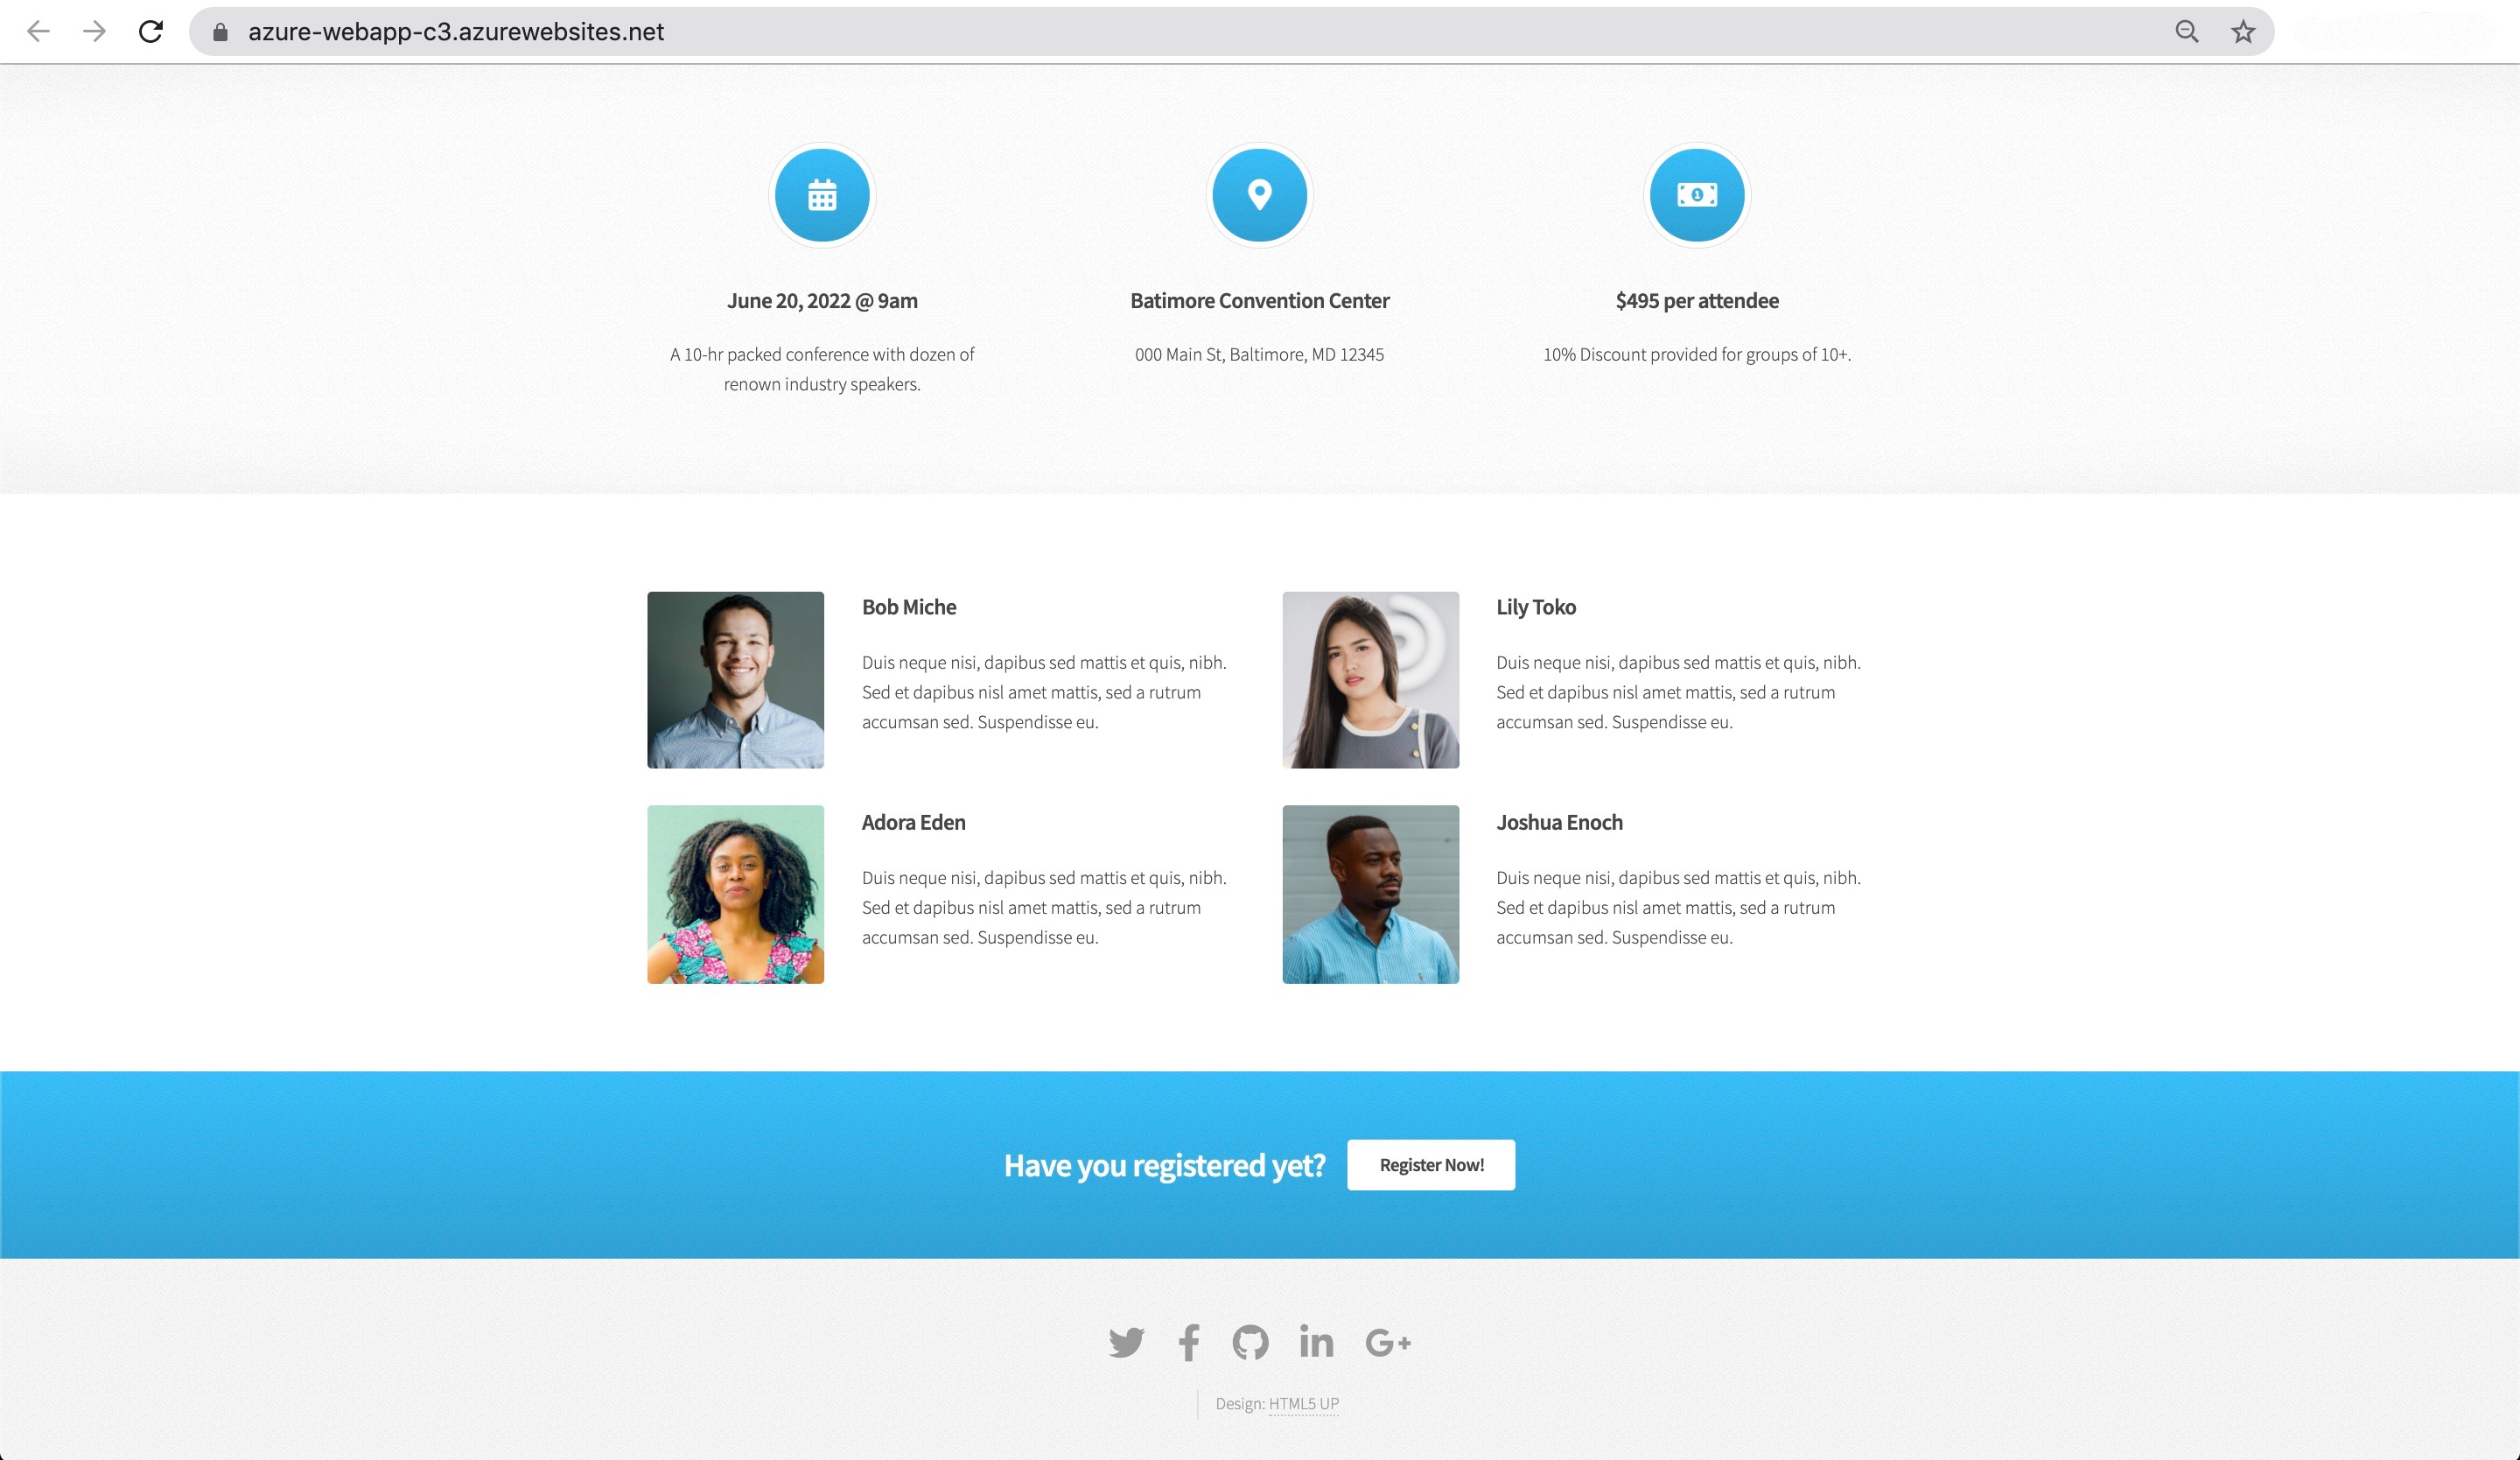 azure-webapp-c3.azurewebsites.net
June 20, 2022 @ 9am
A 10-hr packed conference with dozen of
renown industry speakers.
Batimore Convention Center
000 Main St, Baltimore, MD 12345
1
$495 per attendee
10% Discount provided for groups of 10+.
Bob Miche
Duis neque nisi, dapibus sed mattis et quis, nibh.
Sed et dapibus nisl amet mattis, sed a rutrum
accumsan sed. Suspendisse eu.
Lily Toko
Duis neque nisi, dapibus sed mattis et quis, nibh.
Sed et dapibus nisl amet mattis, sed a rutrum
accumsan sed. Suspendisse eu.
Adora Eden
Duis neque nisi, dapibus sed mattis et quis, nibh.
Sed et dapibus nisl amet mattis, sed a rutrum
accumsan sed. Suspendisse eu.
Joshua Enoch
Duis neque nisi, dapibus sed mattis et quis, nibh.
Sed et dapibus nisl amet mattis, sed a rutrum
accumsan sed. Suspendisse eu.
Have you registered yet? Register Now!
f in G+
Design: HTML5 UP